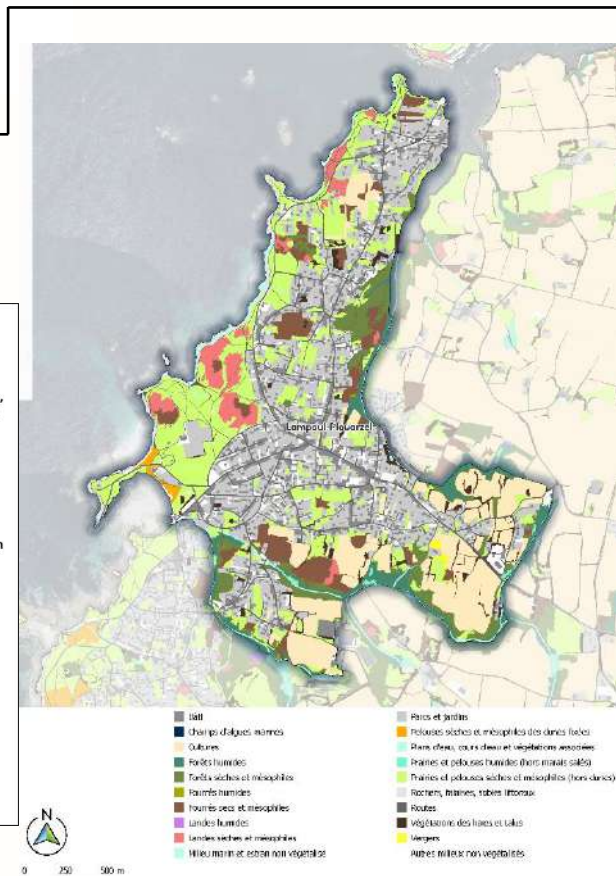 Lampaul Plouarzel
Bâti
Champs d'algues marines
Cultures
Forêts humides
Forêts sèches et mésophiles
Fourrés humides
Fourrés secs et mésophiles
Landes humides
Landes sèches et mésophiles
Milieu marin et estran non végétalisé
Parcs et jardins
Pelouses sèches et mésophiles des dunes fixées
Plans d'eau, cours d'eau et végétations associées
Prairies et pelouses humides (hors marais salés)
Prairies et pelouses sèches et mésophiles (hors dunes)
Rochers, falaises, sables littoraux
Routes
Végétations des haies et talus
Vergers
Autres milieux non végétalisés
N
0 250 500 m